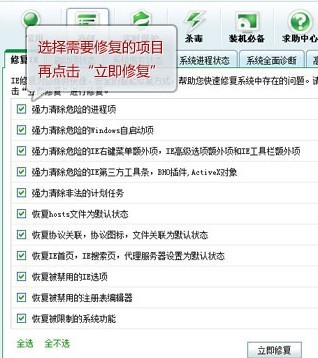 杀毒
装机必备
求助中心
选择需要修复的项目
再点击“立即修复”
系统进程状态
系统全面诊断
帮助您快速修复系统中存在的问题。请
强力清除危险的进程项
强力清除危险的Windows自启动项
强力清除危险的IE右键菜单额外项，IE高级选项额外项和IE工具栏额外项
强力清除危险的IE第三方工具条，BHO插件，ActiveX对象
强力清除非法的计划任务
恢复hosts文件为默认状态
恢复协议关联，协议图标，文件关联为默认状态
恢复IE首页，IE搜索页，代理服务器设置为默认状态
恢复被禁用的IE选项
恢复被禁用的注册表编辑器
恢复被限制的系统功能
全选 全不选
立即修复